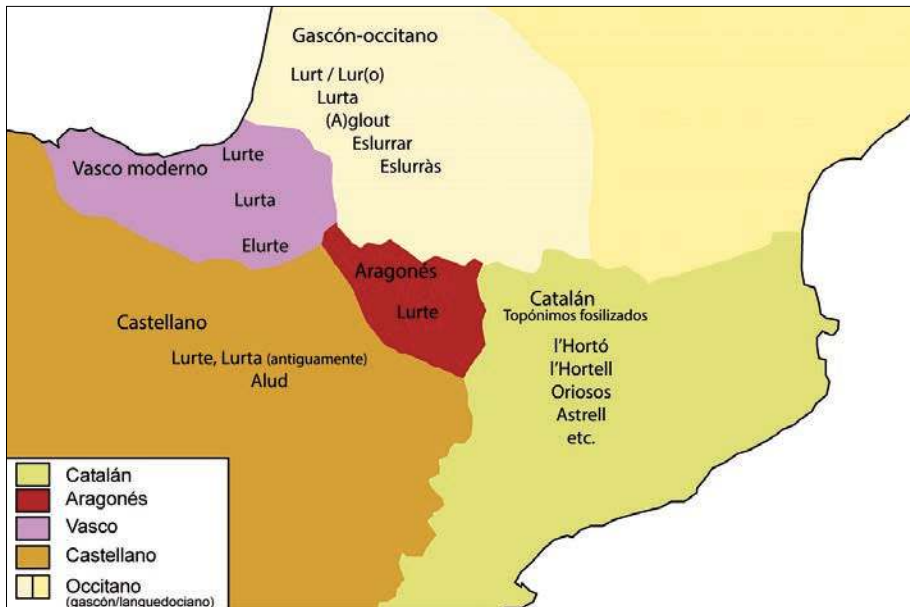 Gascón-occitano
Lurt / Lur(o)
Lurta
(A)glout
Eslurrar
Eslurràs
Vasco moderno
Lurte
Lurta
Elurte
Aragonés
Lurte
Castellano
Lurte, Lurta (antiguamente)
Alud
Catalán
Topónimos fosilizados
l'Hortó
l'Hortell
Oriosos
Astrell
etc.
Catalán
Aragonés
Vasco
Castellano
Occitano
(gascón/languedociano)